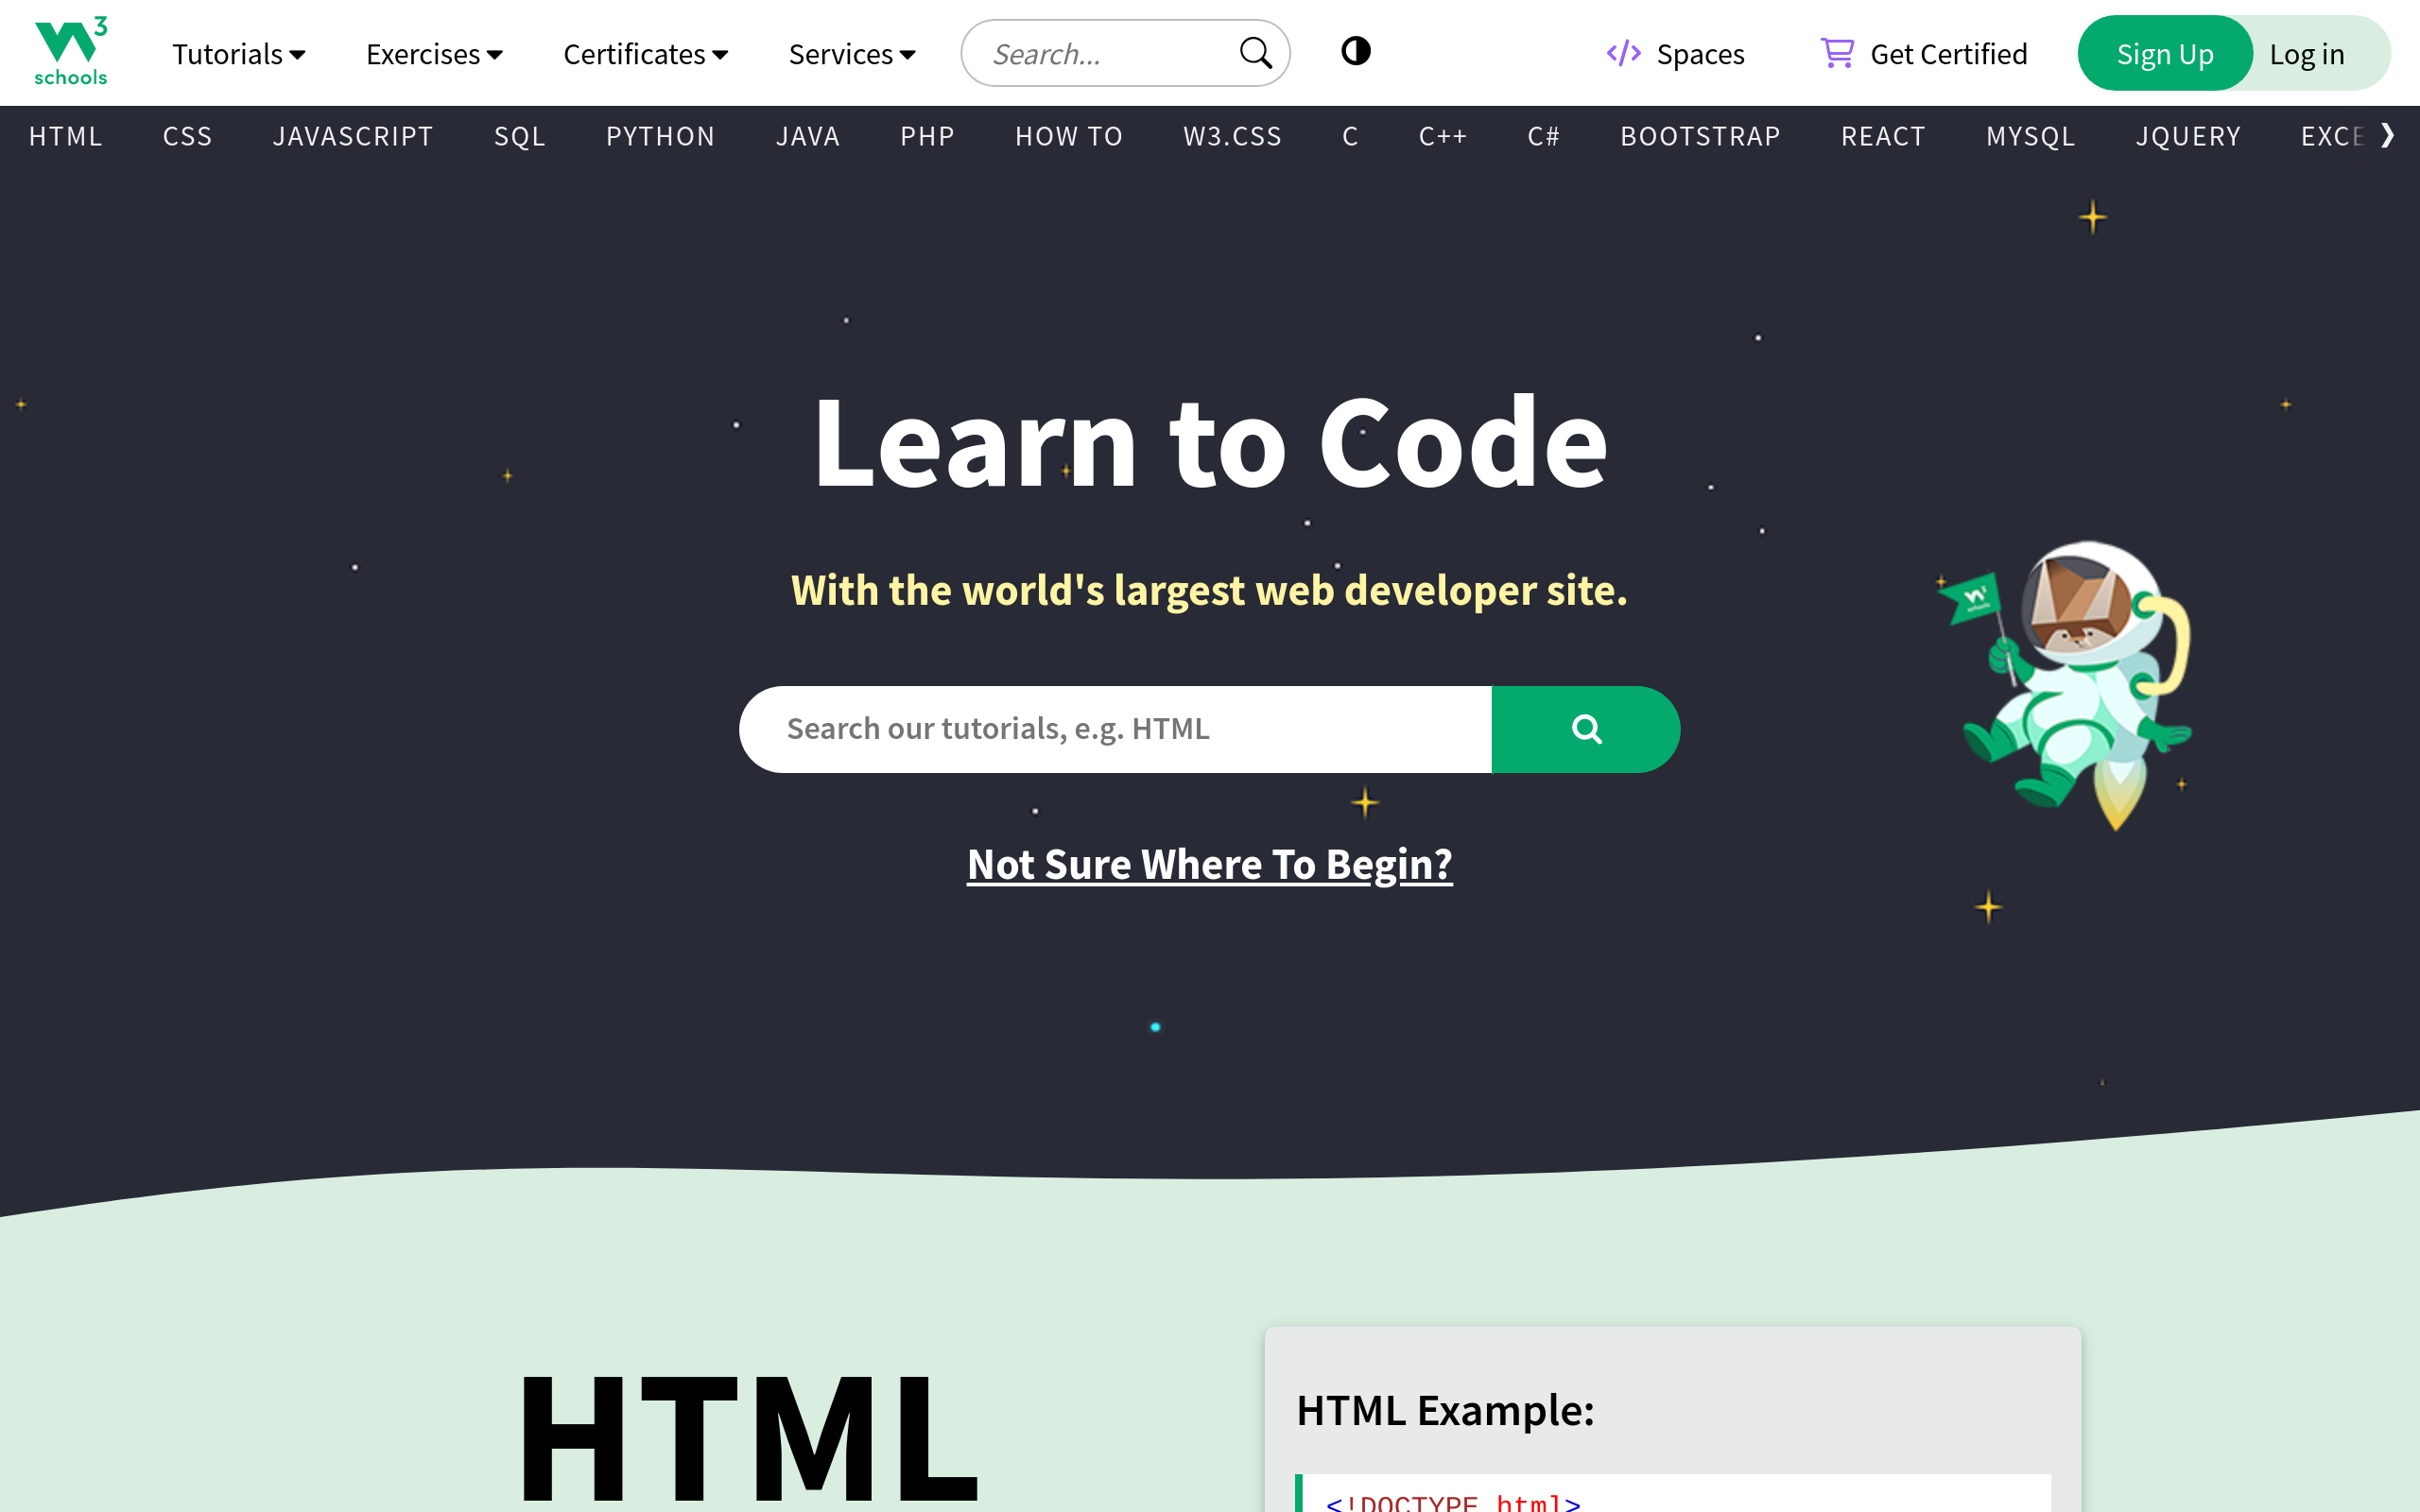 W3 schools
Tutorials Exercises Certificates Services Search... Spaces Get Certified Sign Up Log in
HTML CSS JAVASCRIPT SQL PYTHON JAVA PHP HOW TO W3.CSS C C++ C# BOOTSTRAP REACT MYSQL JQUERY EXCE
Learn to Code
With the world's largest web developer site.
W3 schools
Search our tutorials, e.g. HTML
Not Sure Where To Begin?
HTML
HTML Example:
<!DOCTYPE html>